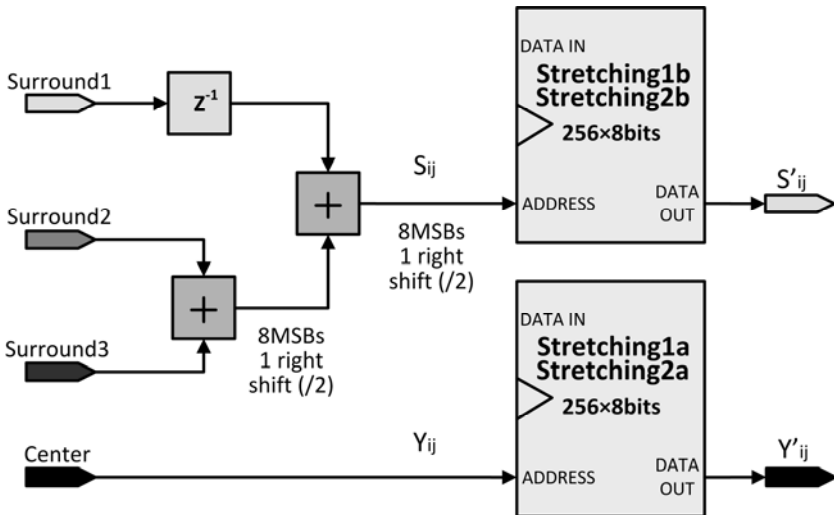 Surround1
Z⁻¹
Surround2
+
Surround3
+
8MSBs
1 right
shift (/2)
Sij
8MSBs
1 right
shift (/2)
DATA IN
Stretching1b
Stretching2b
256×8bits
ADDRESS
DATA
OUT
S'ij
Center
Yij
DATA IN
Stretching1a
Stretching2a
256×8bits
ADDRESS
DATA
OUT
Y'ij